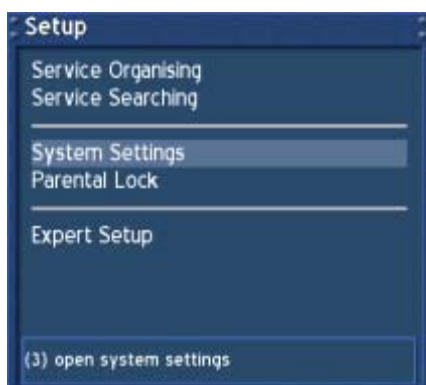 Setup
Service Organising
Service Searching
System Settings
Parental Lock
Expert Setup
(3) open system settings